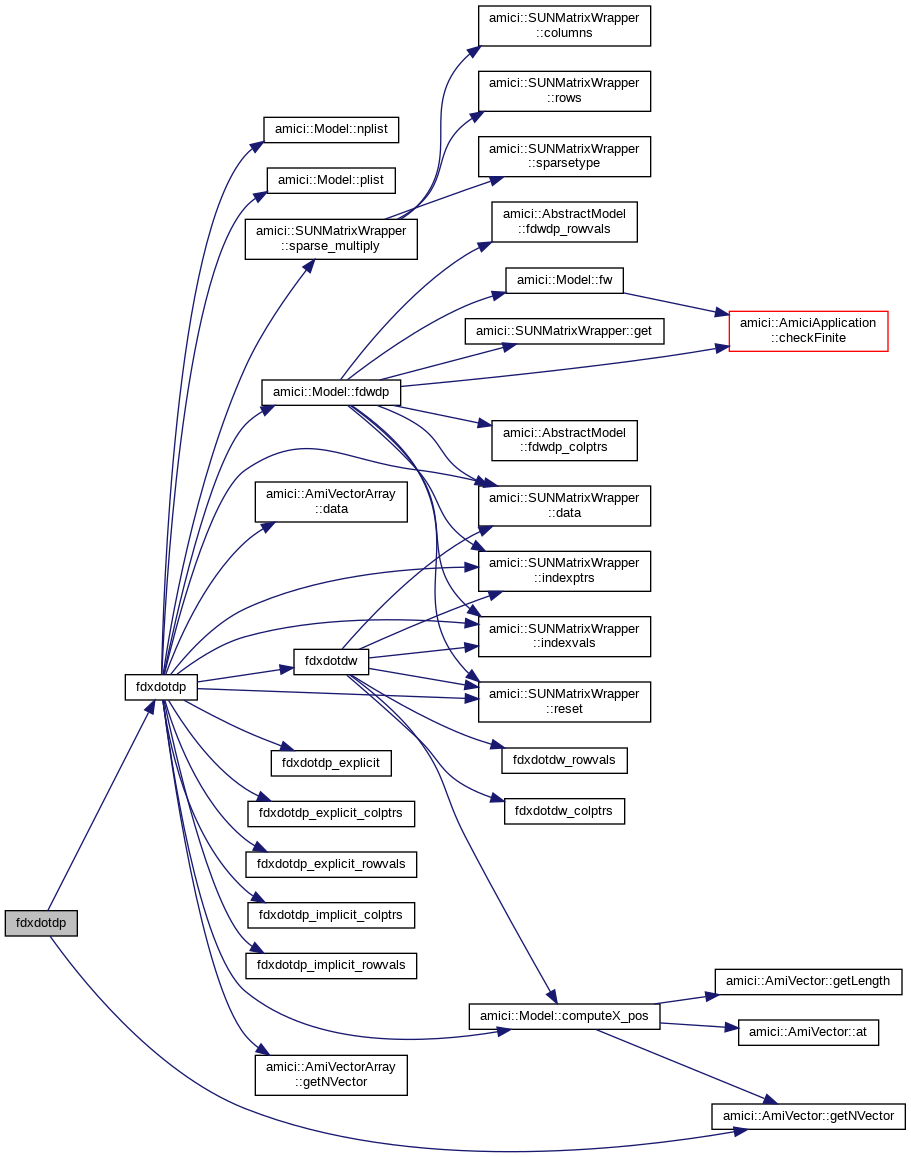 amici::SUNMatrixWrapper
::columns
amici::SUNMatrixWrapper
::rows
amici::Model::nplist
amici::SUNMatrixWrapper
::sparsetype
amici::Model::plist
amici::AbstractModel
::fdwdp_rowvals
amici::SUNMatrixWrapper
::sparse_multiply
amici::Model::fw
amici::AmiciApplication
::checkFinite
amici::SUNMatrixWrapper::get
amici::Model::fdwdp
amici::AbstractModel
::fdwdp_colptrs
amici::AmiVectorArray
::data
amici::SUNMatrixWrapper
::data
amici::SUNMatrixWrapper
::indexptrs
amici::SUNMatrixWrapper
::indexvals
fdxdotdw
fdxdotdp
amici::SUNMatrixWrapper
::reset
fdxdotdp_explicit
fdxdotdw_rowvals
fdxdotdp_explicit_colptrs
fdxdotdw_colptrs
fdxdotdp_explicit_rowvals
fdxdotdp_implicit_colptrs
fdxdotdp
fdxdotdp_implicit_rowvals
amici::AmiVector::getLength
amici::Model::computeX_pos
amici::AmiVector::at
amici::AmiVectorArray
::getNVector
amici::AmiVector::getNVector